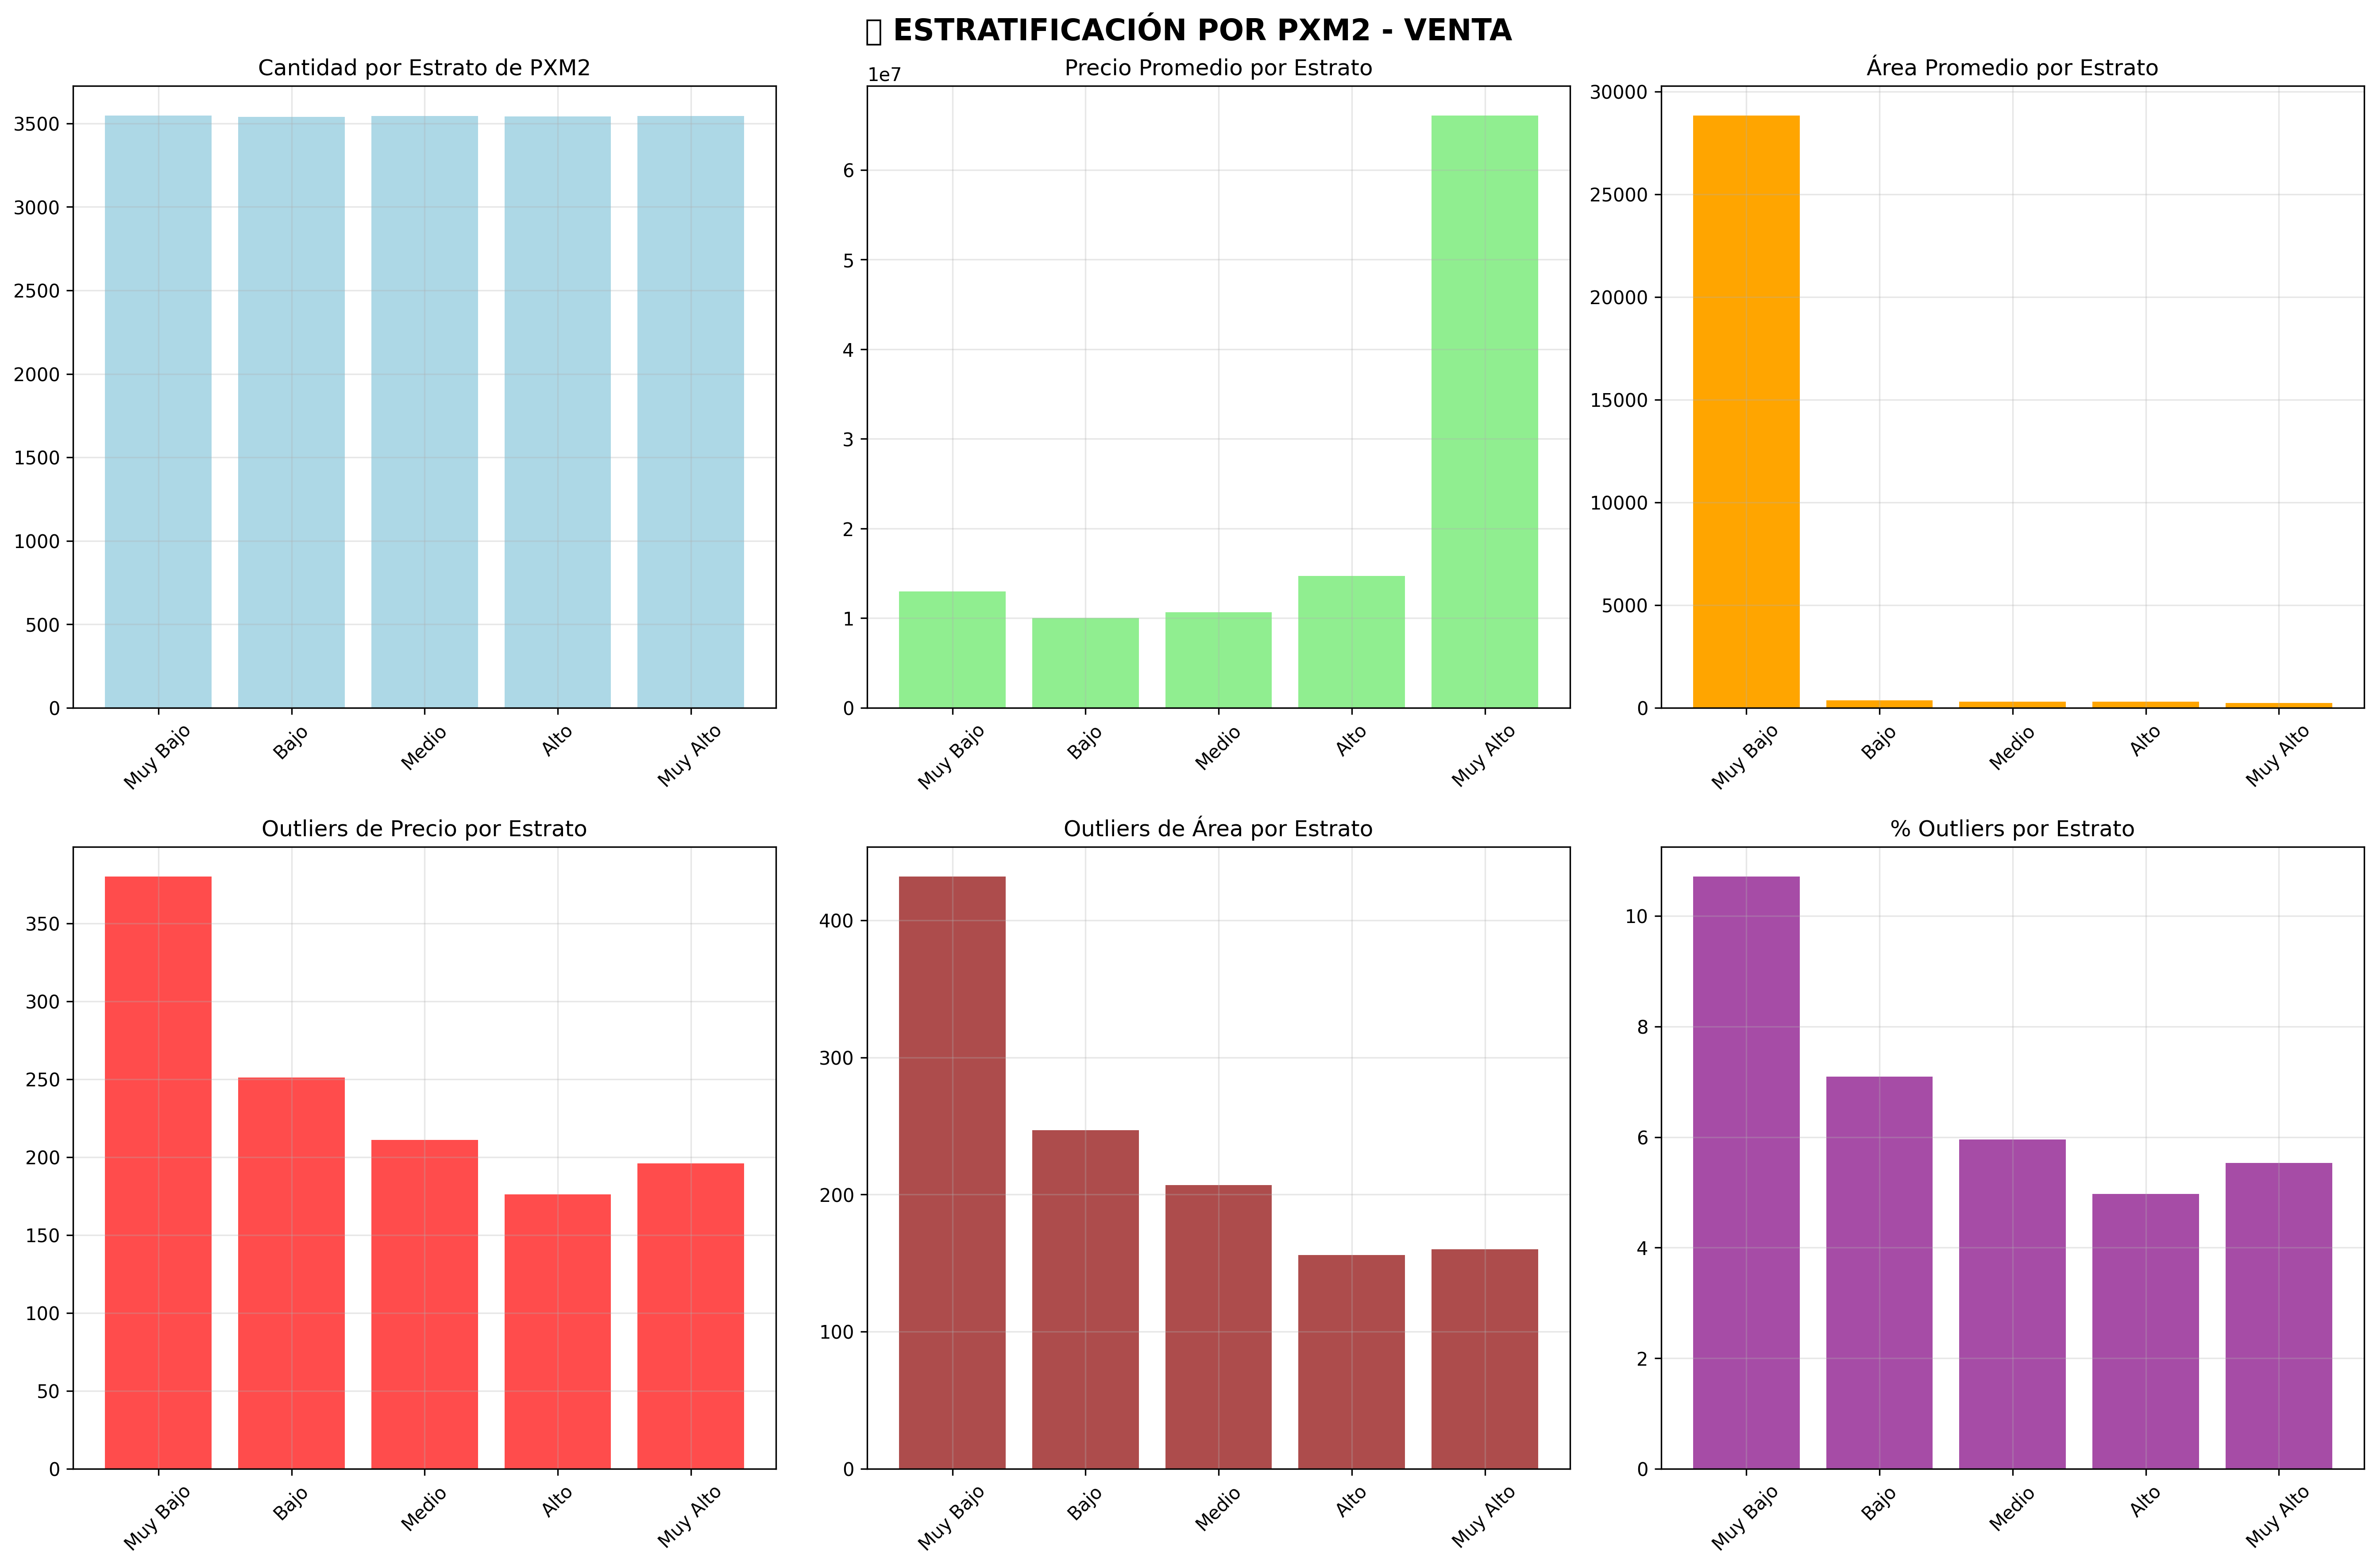 ESTRATIFICACIÓN POR PXM2 - VENTA
Cantidad por Estrato de PXM2
3500
3000
2500
2000
1500
1000
500
0
Muy Bajo
Bajo
Medio
Alto
Muy Alto
Precio Promedio por Estrato
1e7
6
5
4
3
2
1
0
Muy Bajo
Bajo
Medio
Alto
Muy Alto
Área Promedio por Estrato
30000
25000
20000
15000
10000
5000
0
Muy Bajo
Bajo
Medio
Alto
Muy Alto
Outliers de Precio por Estrato
350
300
250
200
150
100
50
0
Muy Bajo
Bajo
Medio
Alto
Muy Alto
Outliers de Área por Estrato
400
300
200
100
0
Muy Bajo
Bajo
Medio
Alto
Muy Alto
% Outliers por Estrato
10
8
6
4
2
0
Muy Bajo
Bajo
Medio
Alto
Muy Alto